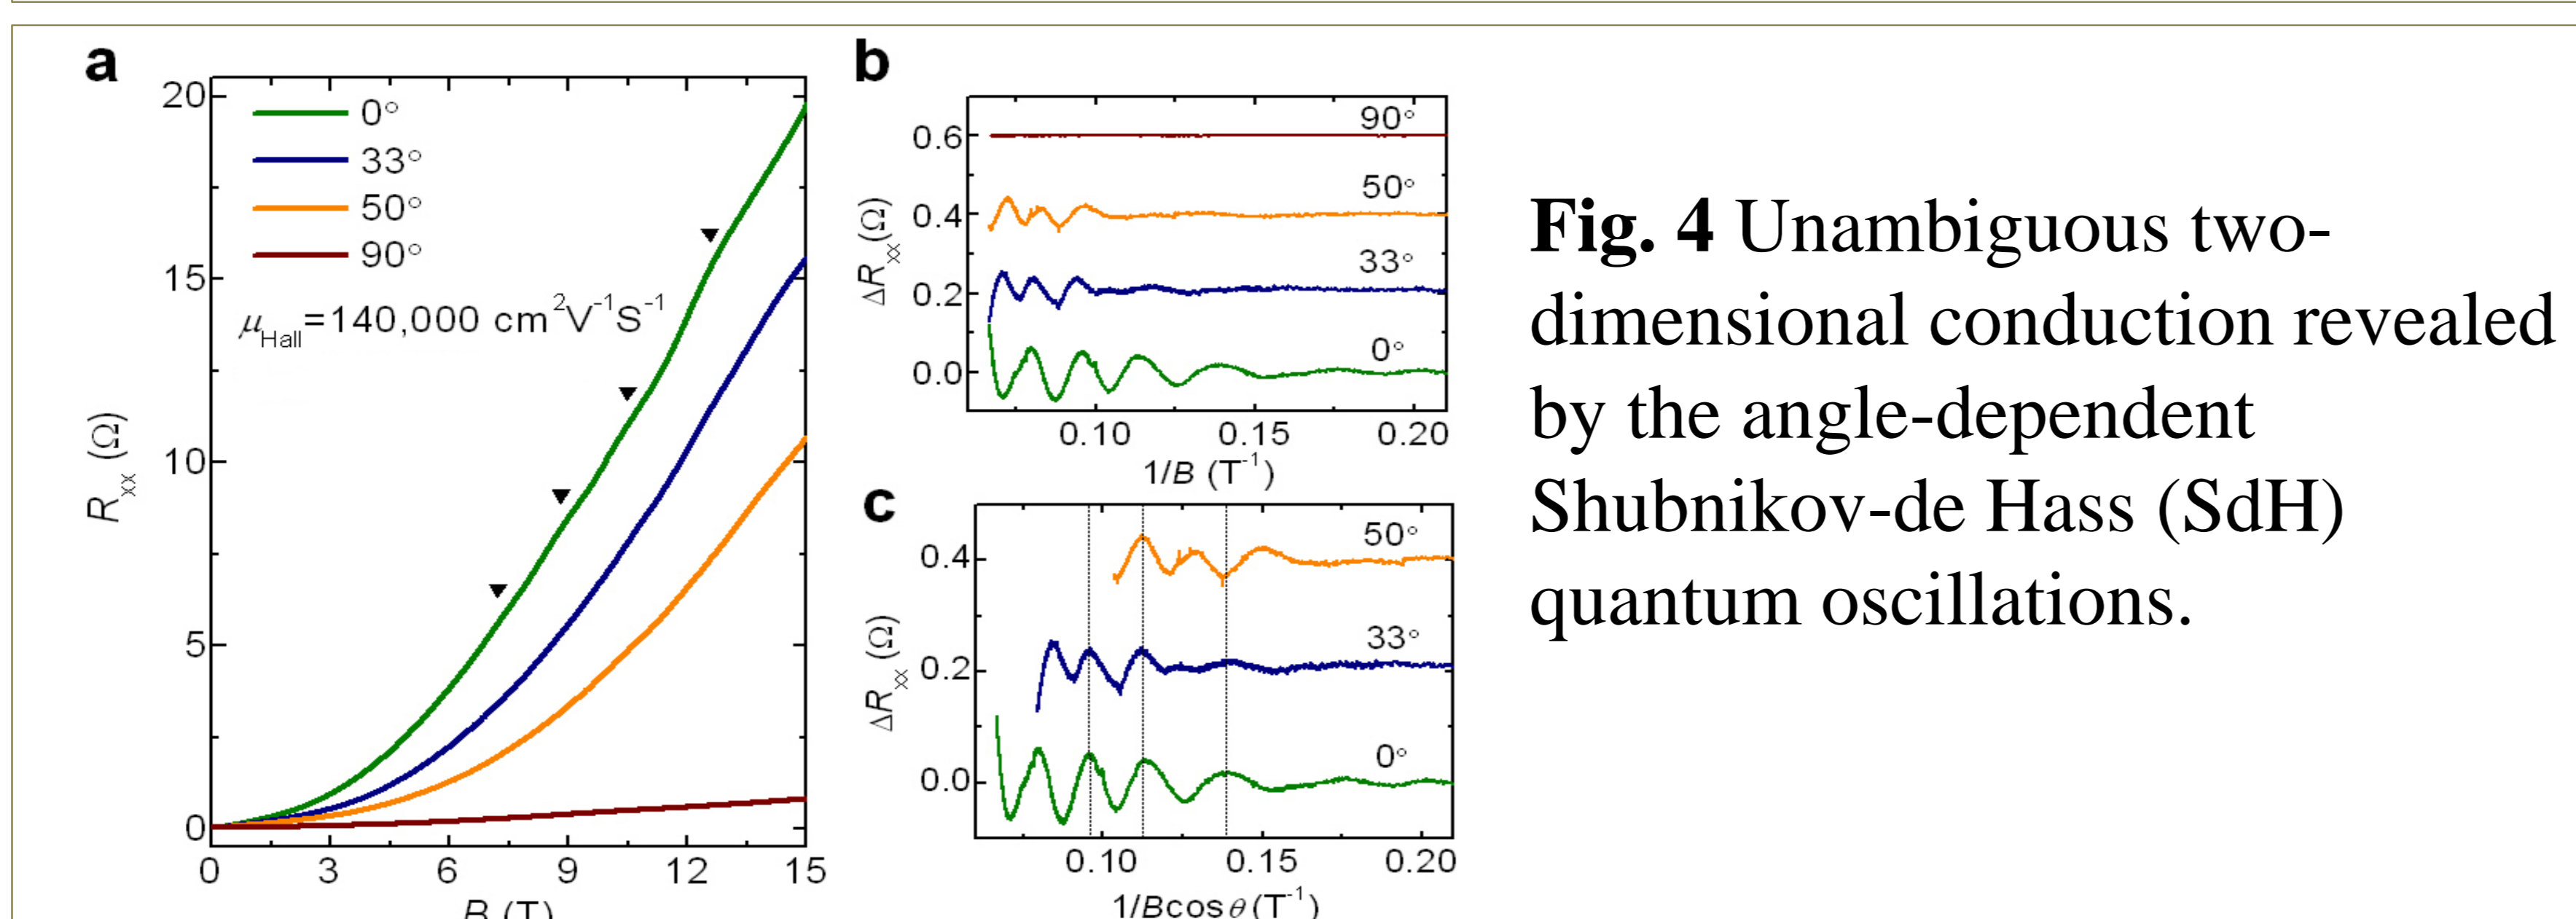 a
20
15
10
5
0
0°
33°
50°
90°
μHall=140,000 cm²V⁻¹S⁻¹
Rxx (Ω)
0 3 6 9 12 15
B (T)
b
0.6
0.4
0.2
0.0
ΔRxx(Ω)
90°
50°
33°
0°
0.10 0.15 0.20
1/B (T⁻¹)
c
0.4
0.2
0.0
ΔRxx (Ω)
50°
33°
0°
0.10 0.15 0.20
1/Bcosθ(T⁻¹)
Fig. 4 Unambiguous two-
dimensional conduction revealed
by the angle-dependent
Shubnikov-de Hass (SdH)
quantum oscillations.